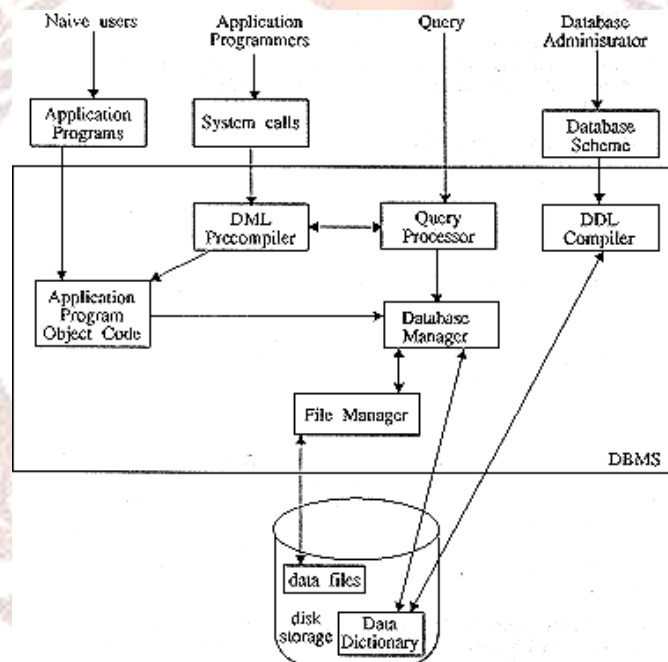 Naive users
Application
Programmers
Query
Database
Administrator
Application
Programs
System calls
Database
Scheme
DML
Precompiler
Query
Processor
DDL
Compiler
Application
Program
Object Code
Database
Manager
File Manager
DBMS
data files
disk
storage
Data
Dictionary